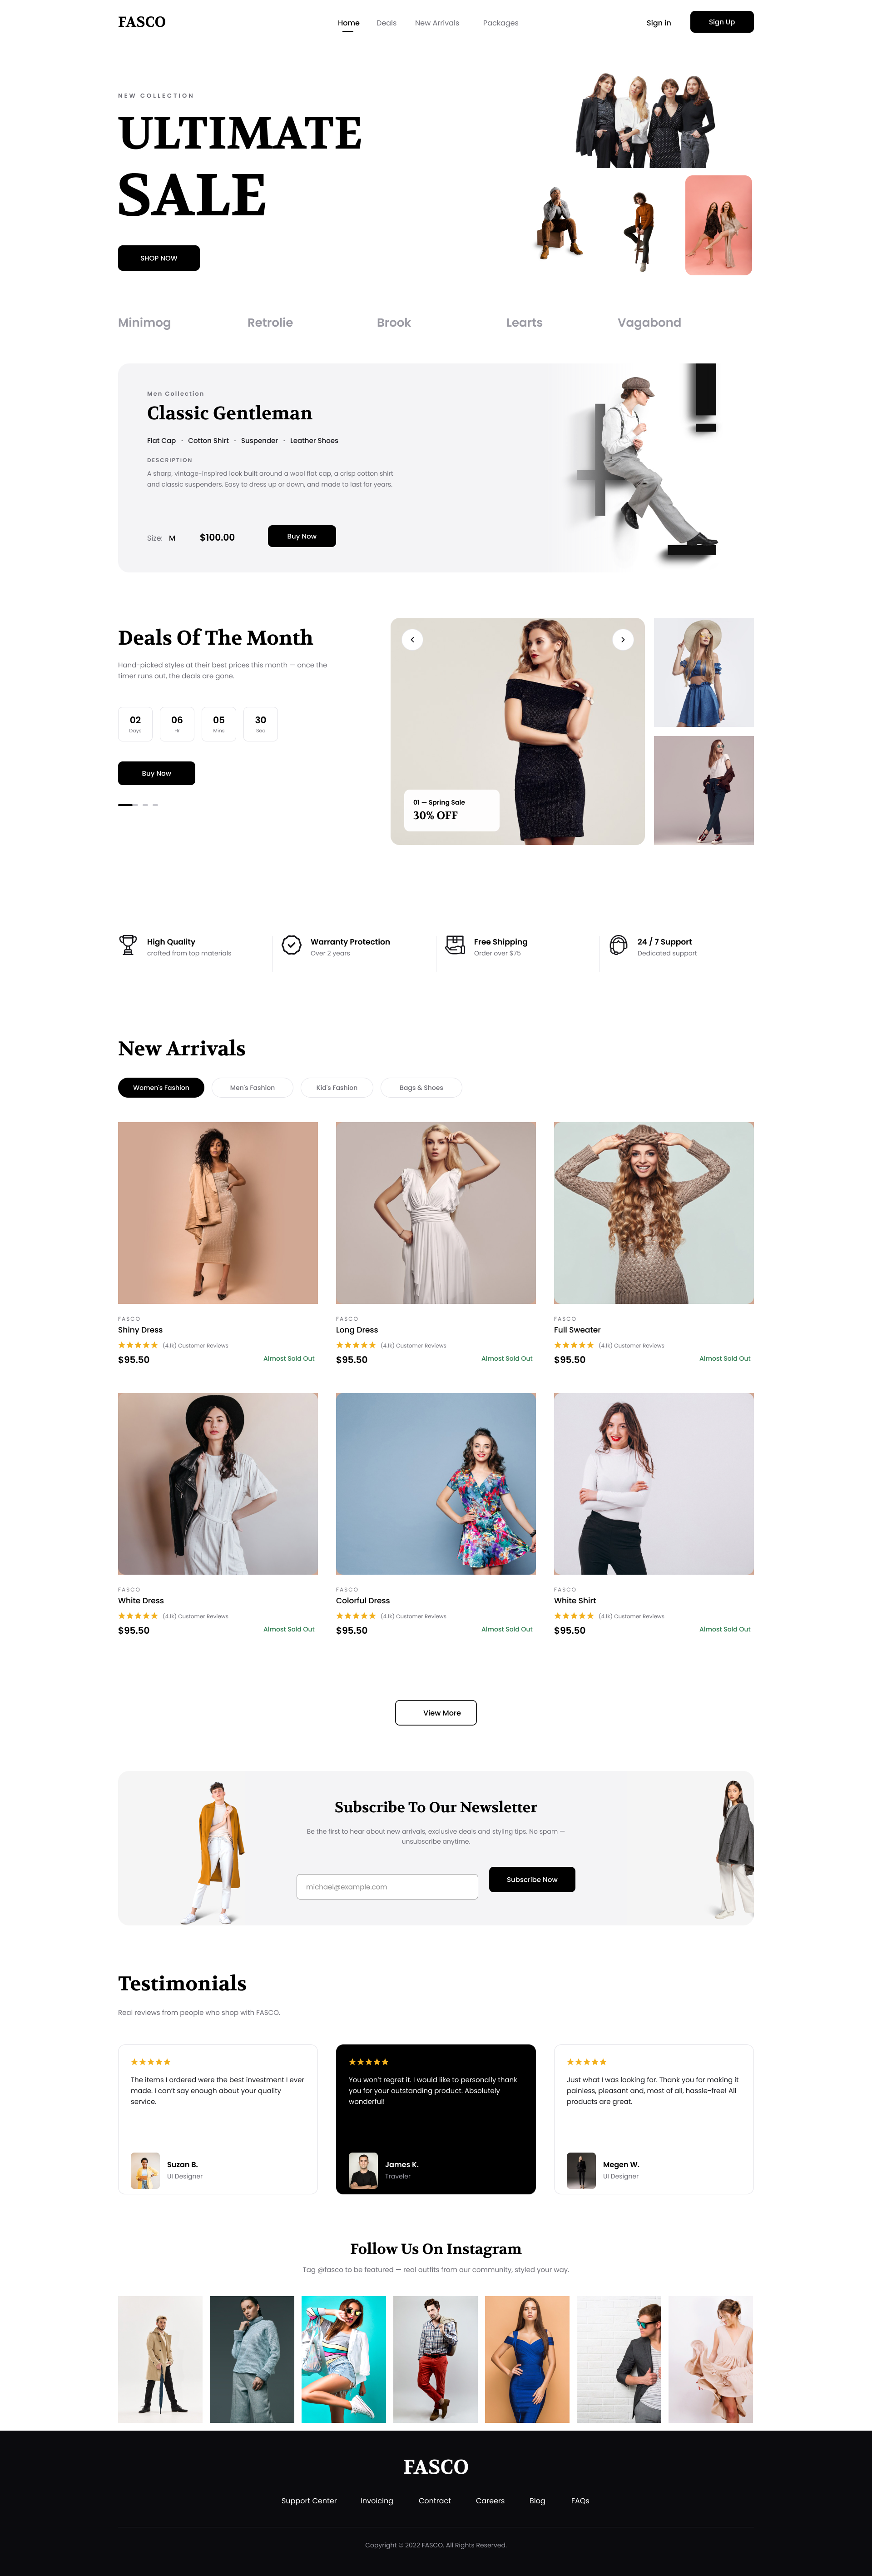 FASCO
Home Deals New Arrivals Packages
Sign in Sign Up
NEW COLLECTION
ULTIMATE
SALE
SHOP NOW
Minimog Retrolie Brook Learts Vagabond
Men Collection
Classic Gentleman
Flat Cap · Cotton Shirt · Suspender · Leather Shoes
DESCRIPTION
A sharp, vintage-inspired look built around a wool flat cap, a crisp cotton shirt
and classic suspenders. Easy to dress up or down, and made to last for years.
Size: M $100.00 Buy Now
Deals Of The Month
Hand-picked styles at their best prices this month — once the
timer runs out, the deals are gone.
02 06 05 30
Days Hr Mins Sec
Buy Now
01 — Spring Sale
30% OFF
High Quality
crafted from top materials
Warranty Protection
Over 2 years
Free Shipping
Order over $75
24 / 7 Support
Dedicated support
New Arrivals
Women's Fashion Men's Fashion Kid's Fashion Bags & Shoes
FASCO
Shiny Dress
(4.1k) Customer Reviews
$95.50 Almost Sold Out
FASCO
Long Dress
(4.1k) Customer Reviews
$95.50 Almost Sold Out
FASCO
Full Sweater
(4.1k) Customer Reviews
$95.50 Almost Sold Out
FASCO
White Dress
(4.1k) Customer Reviews
$95.50 Almost Sold Out
FASCO
Colorful Dress
(4.1k) Customer Reviews
$95.50 Almost Sold Out
FASCO
White Shirt
(4.1k) Customer Reviews
$95.50 Almost Sold Out
View More
Subscribe To Our Newsletter
Be the first to hear about new arrivals, exclusive deals and styling tips. No spam —
unsubscribe anytime.
michael@example.com
Subscribe Now
Testimonials
Real reviews from people who shop with FASCO.
The items I ordered were the best investment I ever
made. I can't say enough about your quality
service.
Suzan B.
UI Designer
You won't regret it. I would like to personally thank
you for your outstanding product. Absolutely
wonderful!
James K.
Traveler
Just what I was looking for. Thank you for making it
painless, pleasant and, most of all, hassle-free! All
products are great.
Megen W.
UI Designer
Follow Us On Instagram
Tag @fasco to be featured — real outfits from our community, styled your way.
FASCO
Support Center Invoicing Contract Careers Blog FAQs
Copyright © 2022 FASCO. All Rights Reserved.